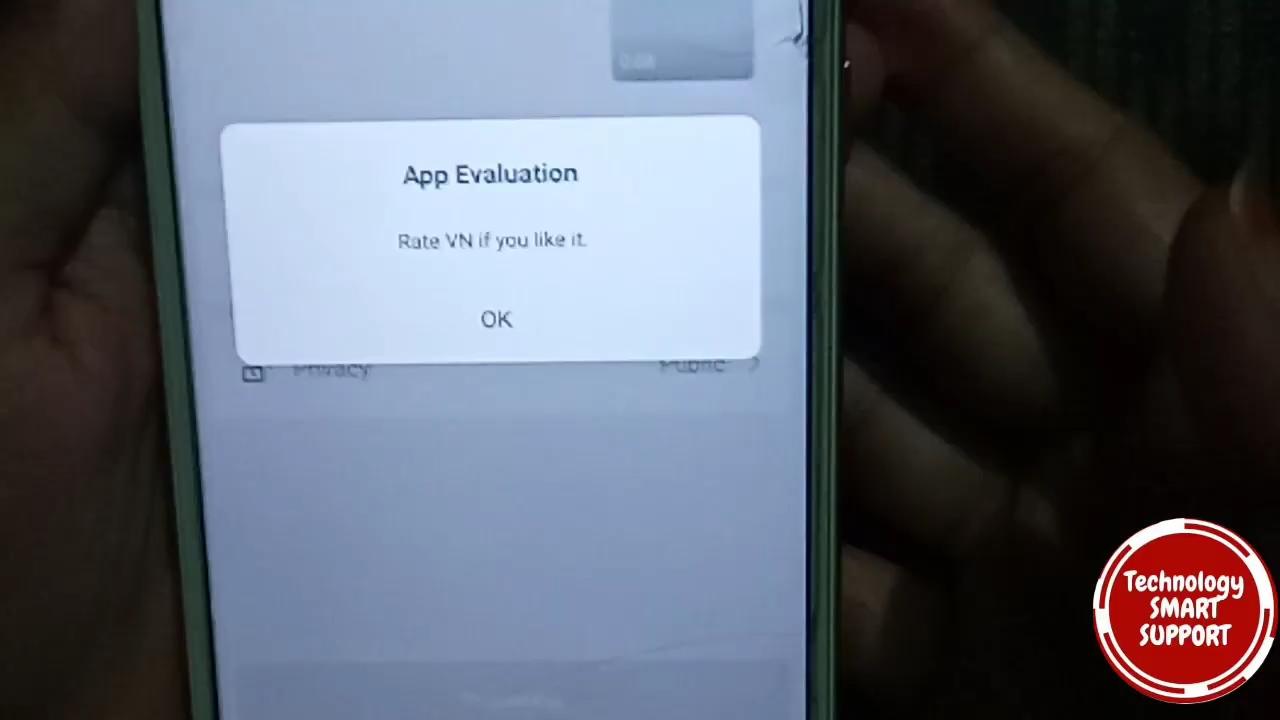 App Evaluation
Rate VN if you like it.
OK
Privacy
Public
Technology
SMART
SUPPORT